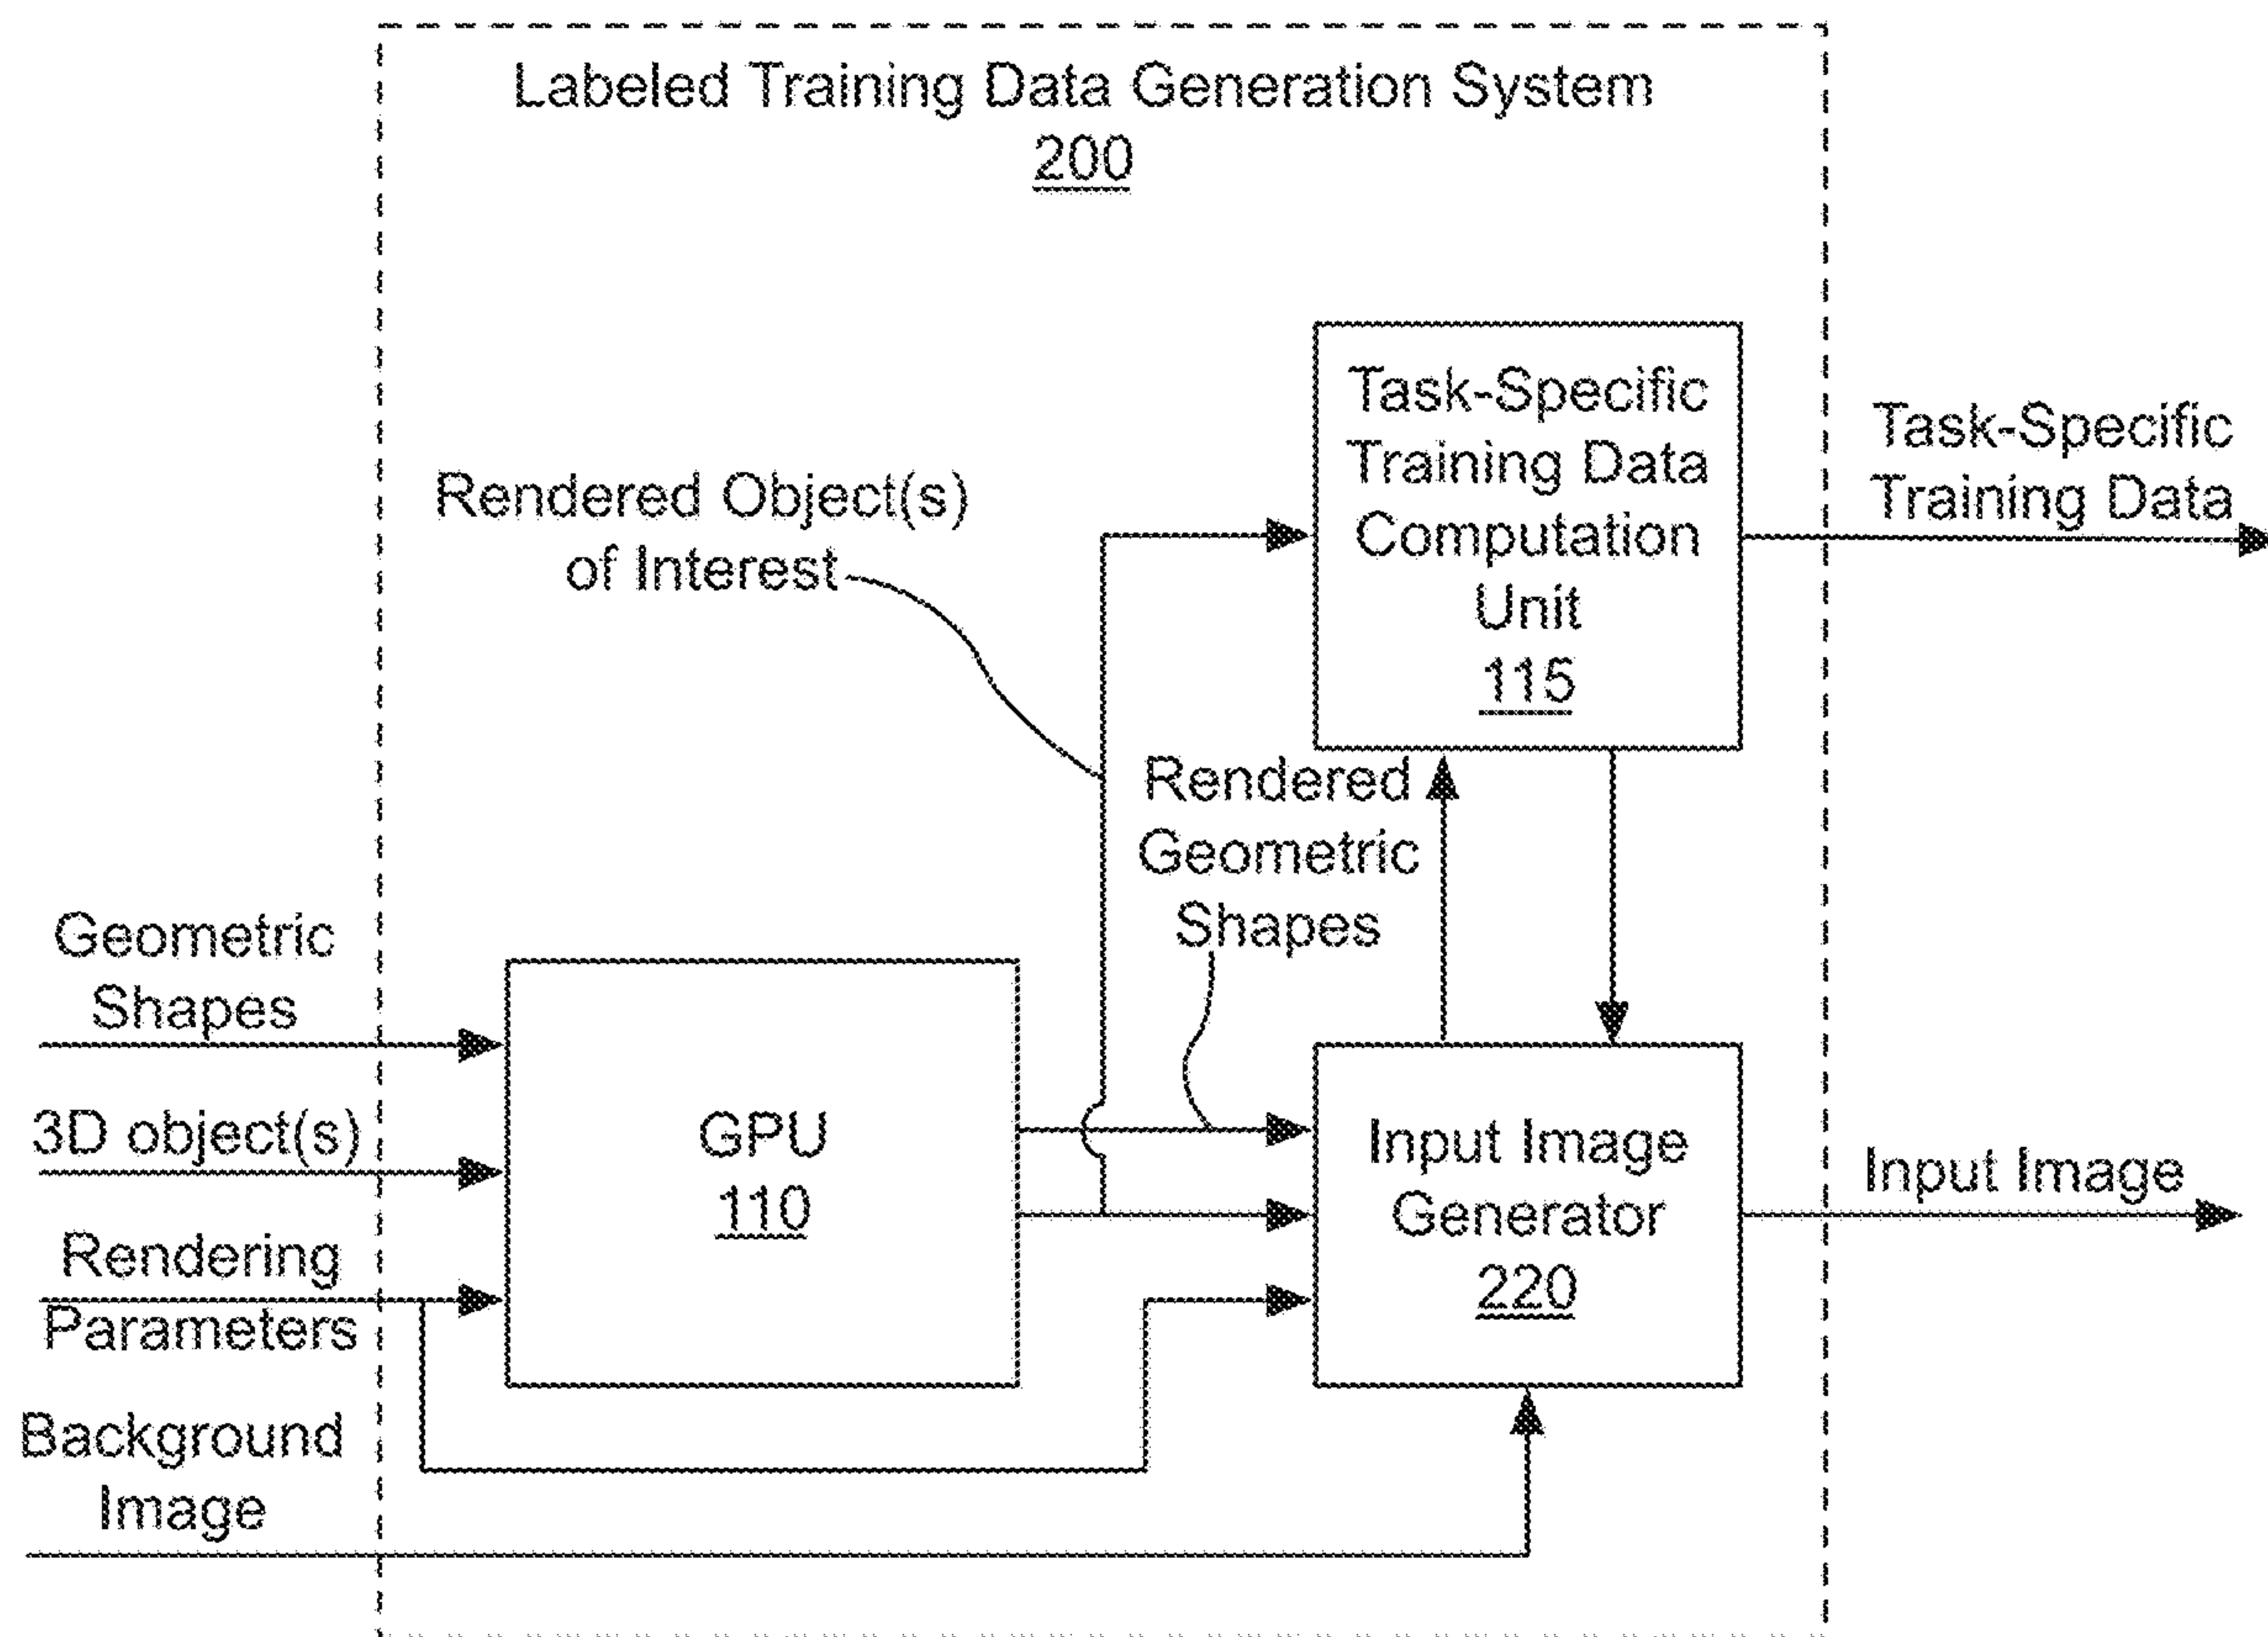 Labeled Training Data Generation System
200
Task-Specific
Training Data
Computation
Unit
115
Task-Specific
Training Data
Rendered Object(s)
of Interest
Rendered
Geometric
Shapes
Geometric
Shapes
3D object(s)
Rendering
Parameters
Background
Image
GPU
110
Input Image
Generator
220
Input Image